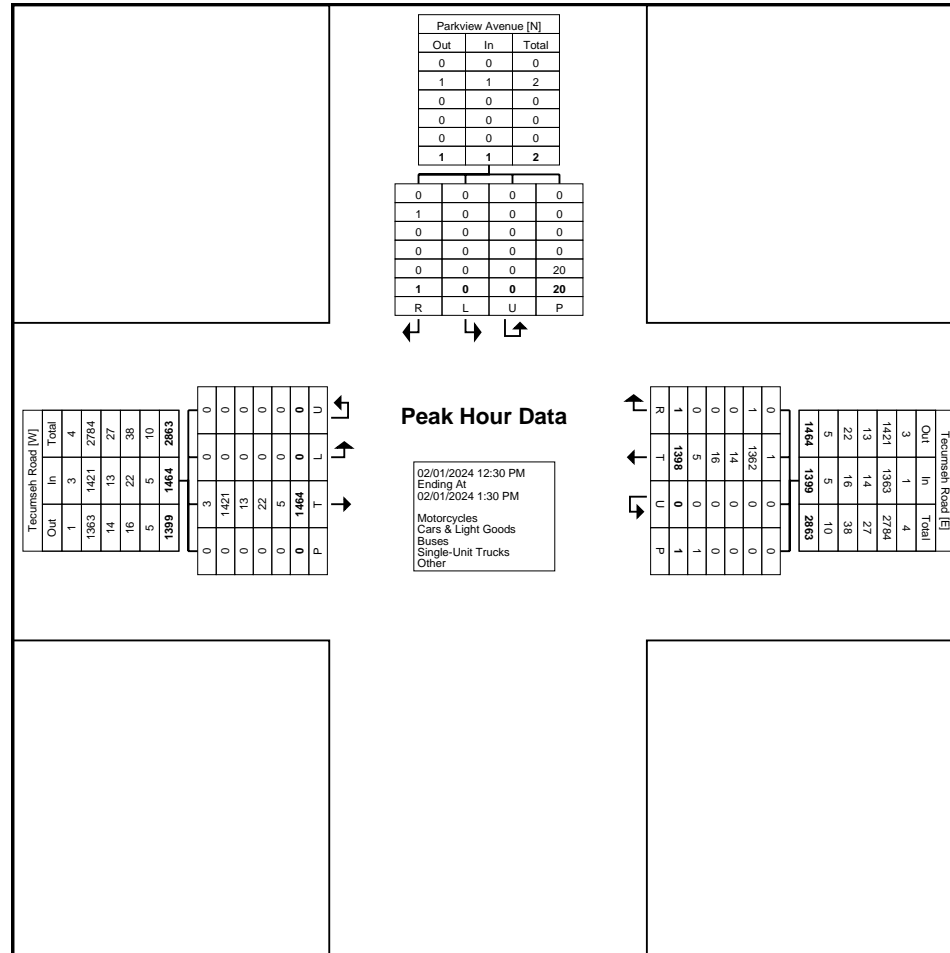 Parkview Avenue [N]
Out In Total
0 0 0
1 1 2
0 0 0
0 0 0
0 0 0
1 1 2
0 0 0 0
1 0 0 0
0 0 0 0
0 0 0 0
0 0 0 20
1 0 0 20
R L U P
Tecumseh Road [W]
Out In Total
1 3 4
1363 1421 2784
14 13 27
16 22 38
5 5 10
1399 1464 2863
0 3 0 0
0 1421 0 0
0 13 0 0
0 22 0 0
0 5 0 0
0 1464 0 0
P T L U
Peak Hour Data
02/01/2024 12:30 PM
Ending At
02/01/2024 1:30 PM
Motorcycles
Cars & Light Goods
Buses
Single-Unit Trucks
Other
Tecumseh Road [E]
Out In Total
3 1 4
1421 1363 2784
13 14 27
22 16 38
5 5 10
1464 1399 2863
0 1 0 0
1 1362 0 0
0 14 0 0
0 16 0 0
0 5 0 1
1 1398 0 1
R T U P